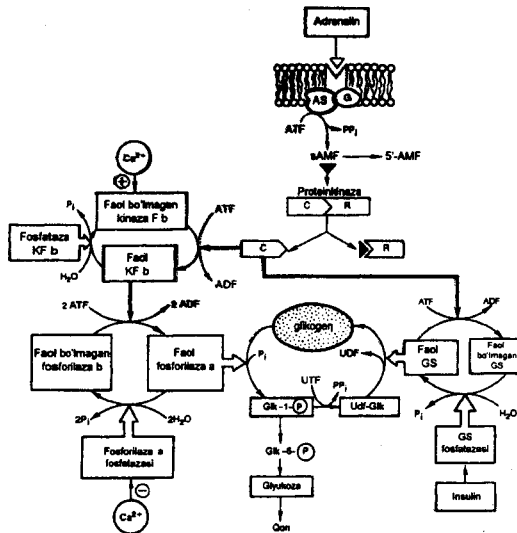 Adrenalin
AS G
ATF PPi
sAMF 5'-AMF
Proteinkinaza
C R
Ca²⁺
+
Faol bo'lmagan
kinaza F b
ATF
Pi
Fosfataza
KF b
Faol
KF b
H₂O
ADF
C
R
2 ATF 2 ADF
Faol bo'lmagan
fosforilaza b
Faol
fosforilaza a
2Pi 2H₂O
Fosforilaza a
fosfatazasi
−
Ca²⁺
glikogen
Pi
UDF
UTF PPi
Glk -1- P
Udf-Glk
Glk -6- P
Glyukoza
Qon
ATF ADF
Faol
GS
Faol
bo'lmagan
GS
Pi H₂O
GS
fosfatazasi
Insulin